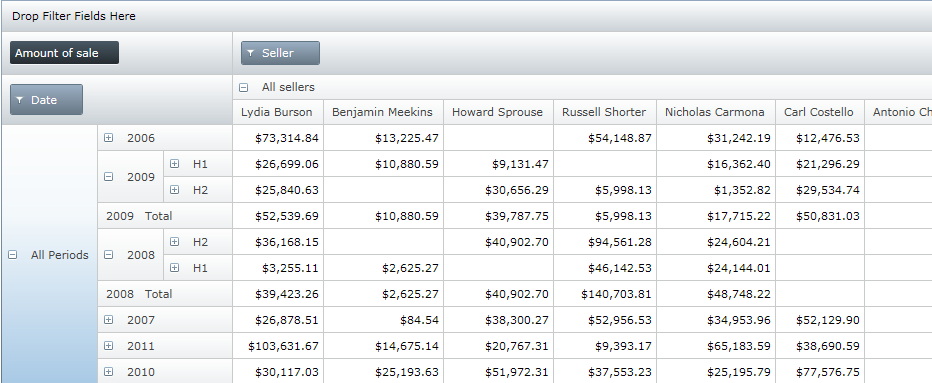 Drop Filter Fields Here
Amount of sale Seller
Date All sellers
Lydia Burson Benjamin Meekins Howard Sprouse Russell Shorter Nicholas Carmona Carl Costello Antonio Ch
2006 $73,314.84 $13,225.47 $54,148.87 $31,242.19 $12,476.53
2009 H1 $26,699.06 $10,880.59 $9,131.47 $16,362.40 $21,296.29
H2 $25,840.63 $30,656.29 $5,998.13 $1,352.82 $29,534.74
2009 Total $52,539.69 $10,880.59 $39,787.75 $5,998.13 $17,715.22 $50,831.03
All Periods 2008 H2 $36,168.15 $40,902.70 $94,561.28 $24,604.21
H1 $3,255.11 $2,625.27 $46,142.53 $24,144.01
2008 Total $39,423.26 $2,625.27 $40,902.70 $140,703.81 $48,748.22
2007 $26,878.51 $84.54 $38,300.27 $52,956.53 $34,953.96 $52,129.90
2011 $103,631.67 $14,675.14 $20,767.31 $9,393.17 $65,183.59 $38,690.59
2010 $30,117.03 $25,193.63 $51,972.31 $37,553.23 $25,195.79 $77,576.75